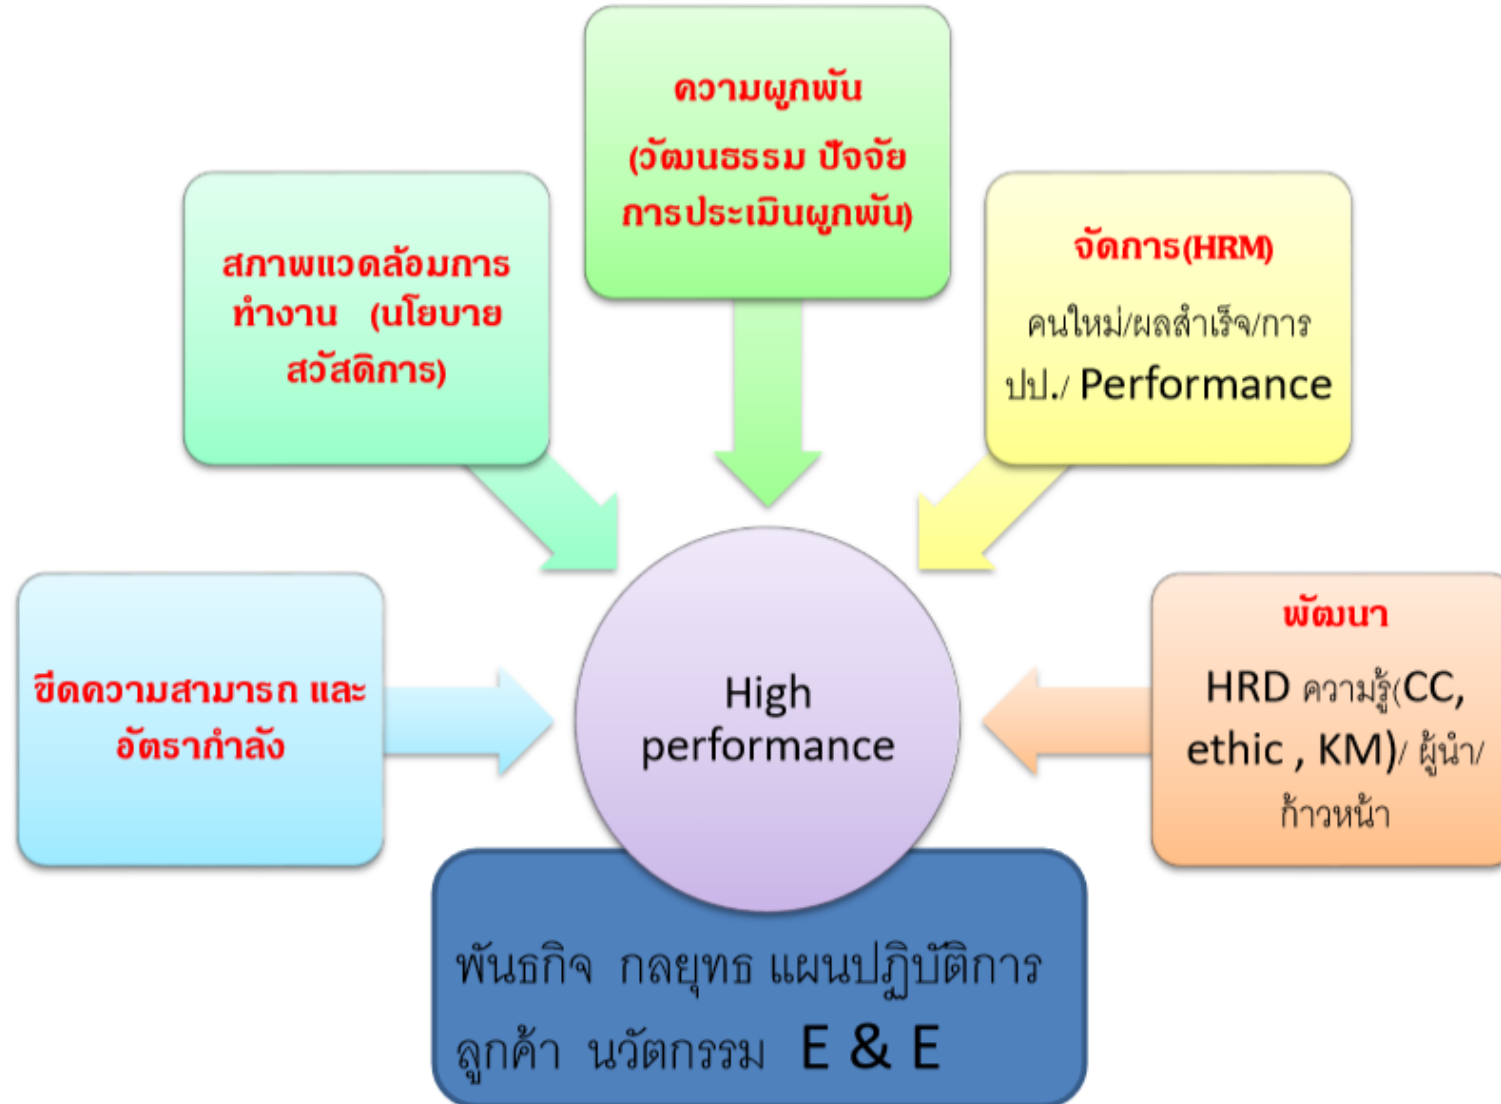 ความผูกพัน
(วัฒนธรรม ปัจจัย
การประเมินผูกพัน)
สภาพแวดล้อมการ
ทำงาน (นโยบาย
สวัสดิการ)
จัดการ(HRM)
คนใหม่/ผลสำเร็จ/การ
ปป./ Performance
ขีดความสามารถ และ
อัตรากำลัง
High
performance
พัฒนา
HRD ความรู้(CC,
ethic , KM)/ ผู้นำ/
ก้าวหน้า
พันธกิจ กลยุทธ แผนปฏิบัติการ
ลูกค้า นวัตกรรม E & E